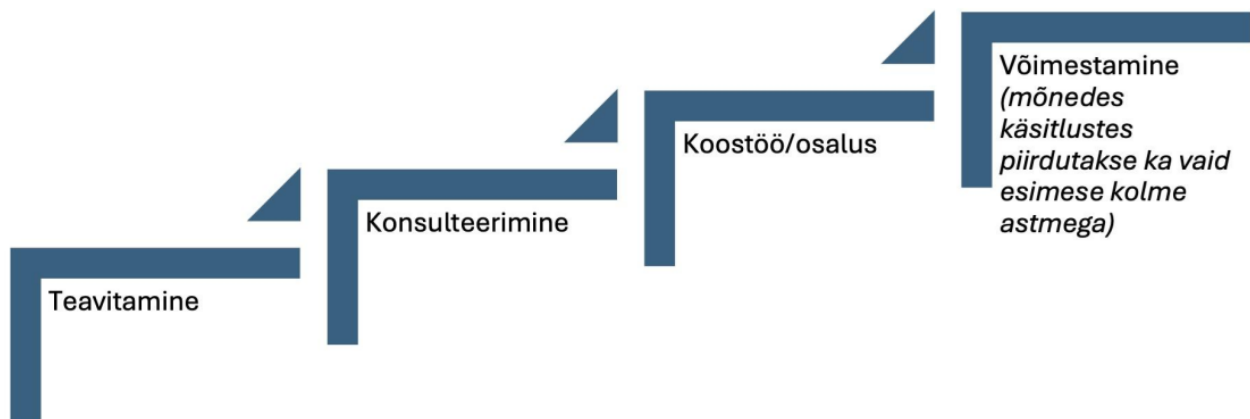 Teavitamine
Konsulteerimine
Koostöö/osalus
Võimestamine
(mõnedes
käsitlustes
piirdutakse ka vaid
esimese kolme
astmega)